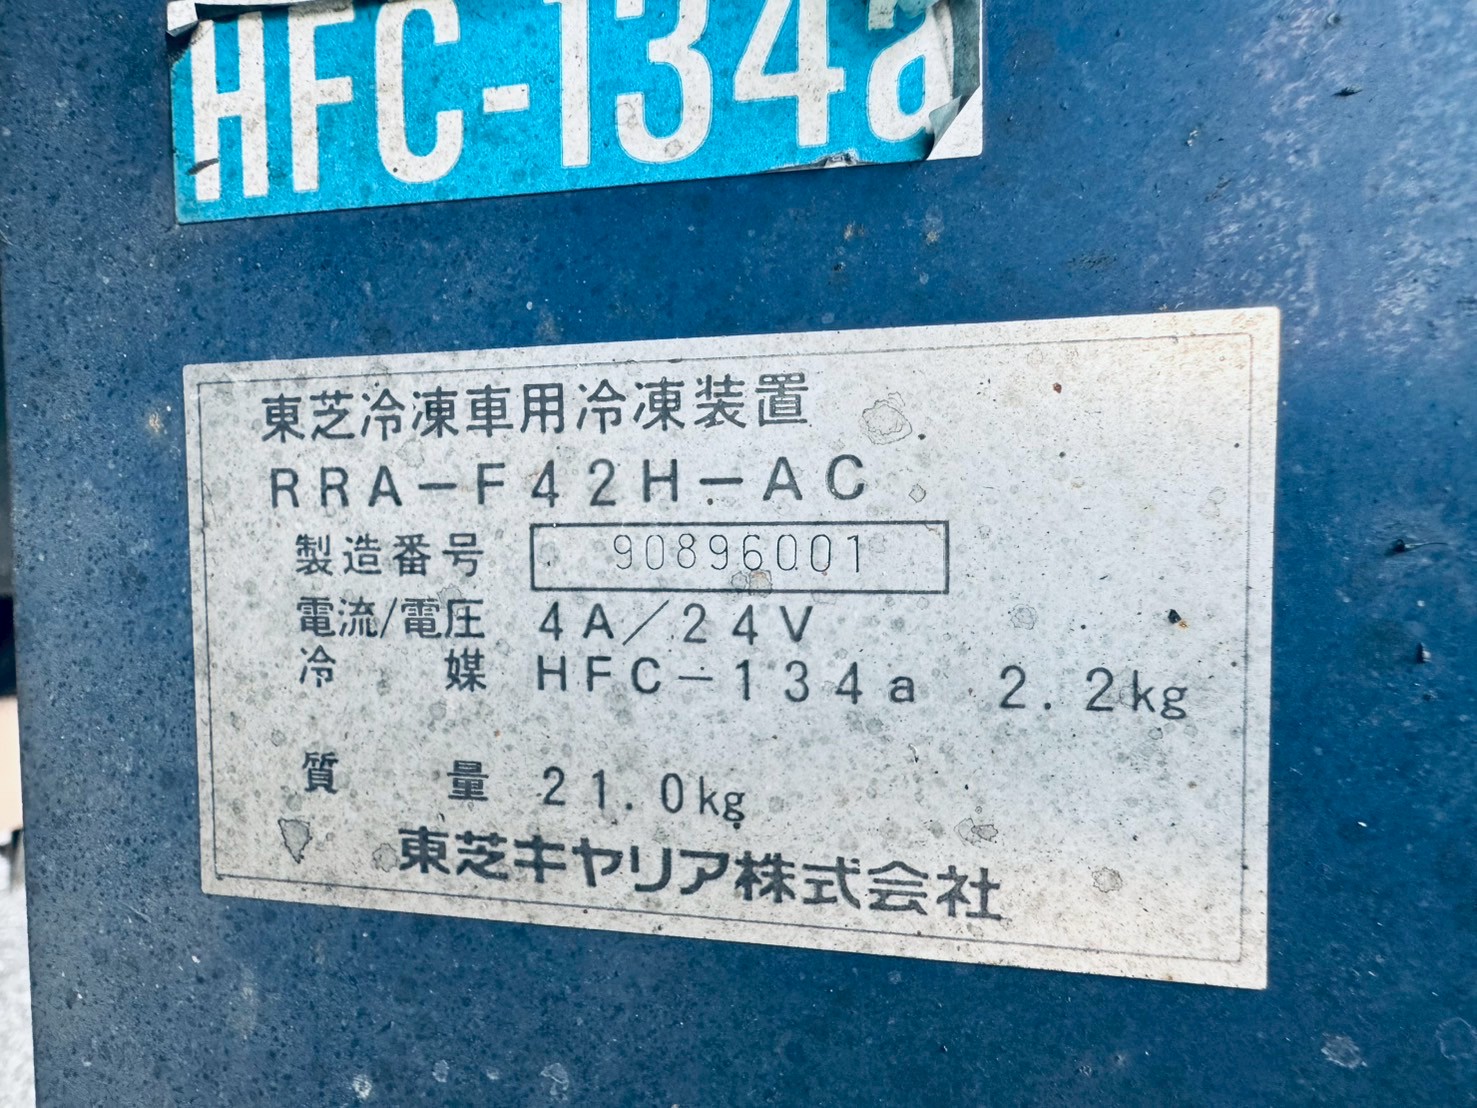 HFC-134a
東芝冷凍車用冷凍装置
RRA-F42H-AC
製造番号 90896001
電流/電圧 4A/24V
冷媒 HFC-134a 2.2kg
質量 21.0kg
東芝キヤリア株式会社